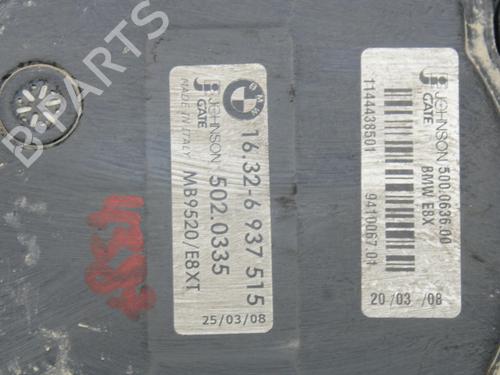 B-PARTS
BMW
16.32-6 937 515
JOHNSON
GATE
502.0335
MADE IN ITALY
MB9520/E8XT
25/03/08
JOHNSON
GATE
500.0636.00
BMW E8X
1144438501
9410067.01
20/03/08